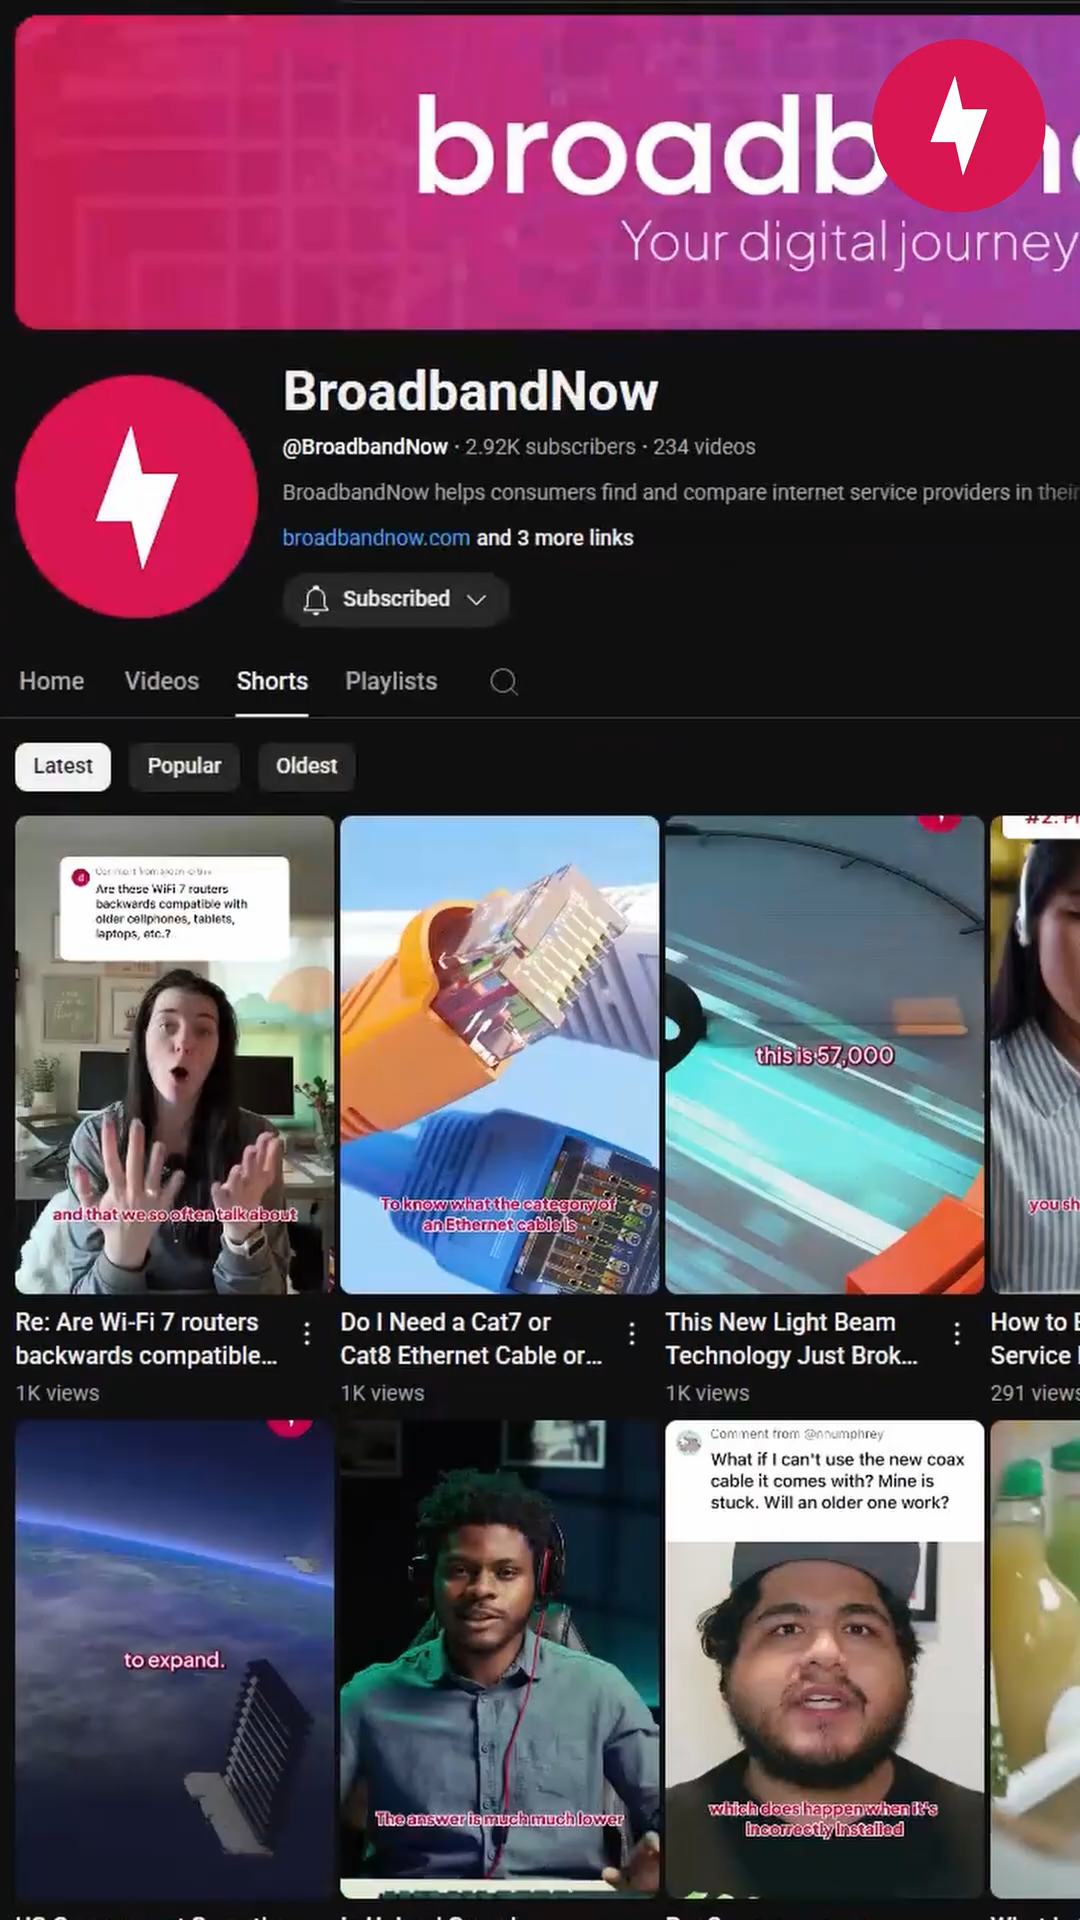 broadb
Your digital journey
BroadbandNow
@BroadbandNow · 2.92K subscribers · 234 videos
BroadbandNow helps consumers find and compare internet service providers in their
broadbandnow.com and 3 more links
Subscribed
Home Videos Shorts Playlists
Latest Popular Oldest
Are these WiFi 7 routers
backwards compatible with
older cellphones, tablets,
laptops, etc.?
and that we so often talk about
To know what the category of
an Ethernet cable is
this is 57,000
you sh
Re: Are Wi-Fi 7 routers
backwards compatible...
1K views
Do I Need a Cat7 or
Cat8 Ethernet Cable or...
1K views
This New Light Beam
Technology Just Brok...
1K views
How to
Service
291 views
to expand.
The answer is much much lower
Comment from @nnumphrey
What if I can't use the new coax
cable it comes with? Mine is
stuck. Will an older one work?
which does happen when it's
incorrectly installed